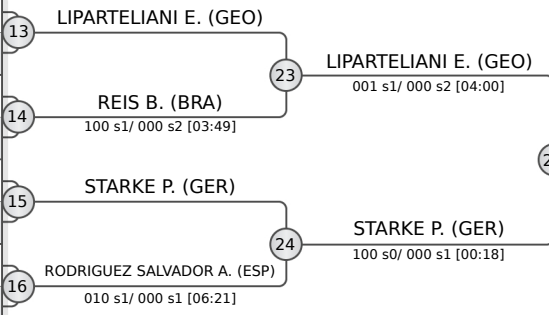 LIPARTELIANI E. (GEO)
13
LIPARTELIANI E. (GEO)
23
001 s1/ 000 s2 [04:00]
REIS B. (BRA)
14
100 s1/ 000 s2 [03:49]
STARKE P. (GER)
15
STARKE P. (GER)
24
100 s0/ 000 s1 [00:18]
RODRIGUEZ SALVADOR A. (ESP)
16
010 s1/ 000 s1 [06:21]